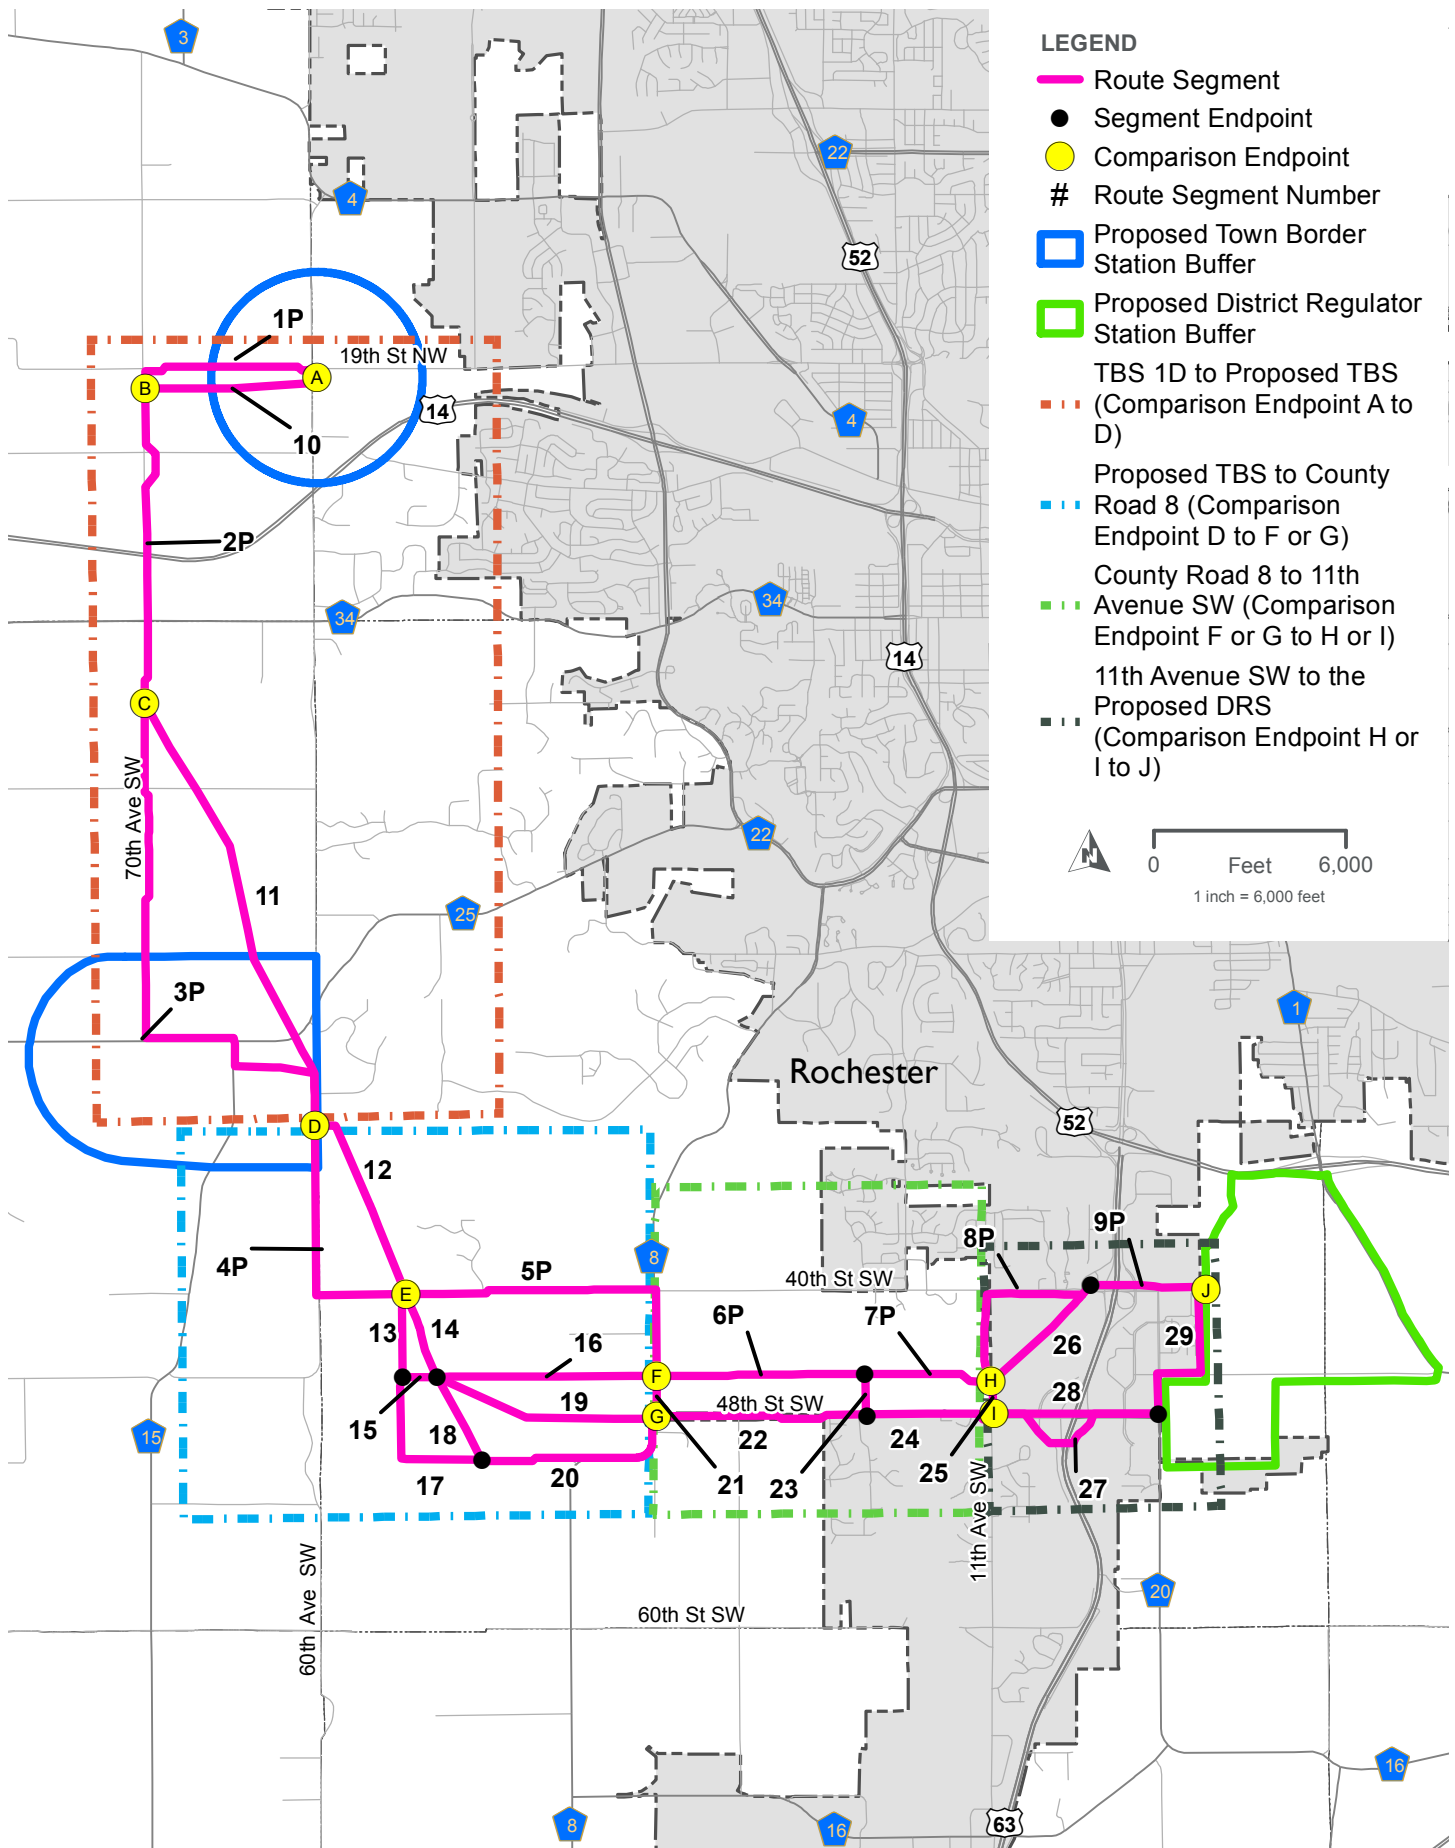 LEGEND
Route Segment
Segment Endpoint
Comparison Endpoint
# Route Segment Number
Proposed Town Border
Station Buffer
Proposed District Regulator
Station Buffer
TBS 1D to Proposed TBS
(Comparison Endpoint A to
D)
Proposed TBS to County
Road 8 (Comparison
Endpoint D to F or G)
County Road 8 to 11th
Avenue SW (Comparison
Endpoint F or G to H or I)
11th Avenue SW to the
Proposed DRS
(Comparison Endpoint H or
I to J)
N
0 Feet 6,000
1 inch = 6,000 feet
3
4
22
52
1P
19th St NW
A
B
10
14
4
2P
34
34
14
C
70th Ave SW
22
11
25
3P
1
Rochester
52
D
12
4P
8
9P
8P
5P
40th St SW
E
J
13
14
6P
7P
16
26
29
F
H
28
15
19
48th St SW
G
I
15
18
22
24
17
20
21
23
25
27
11th Ave SW
60th Ave SW
20
60th St SW
16
8
16
63